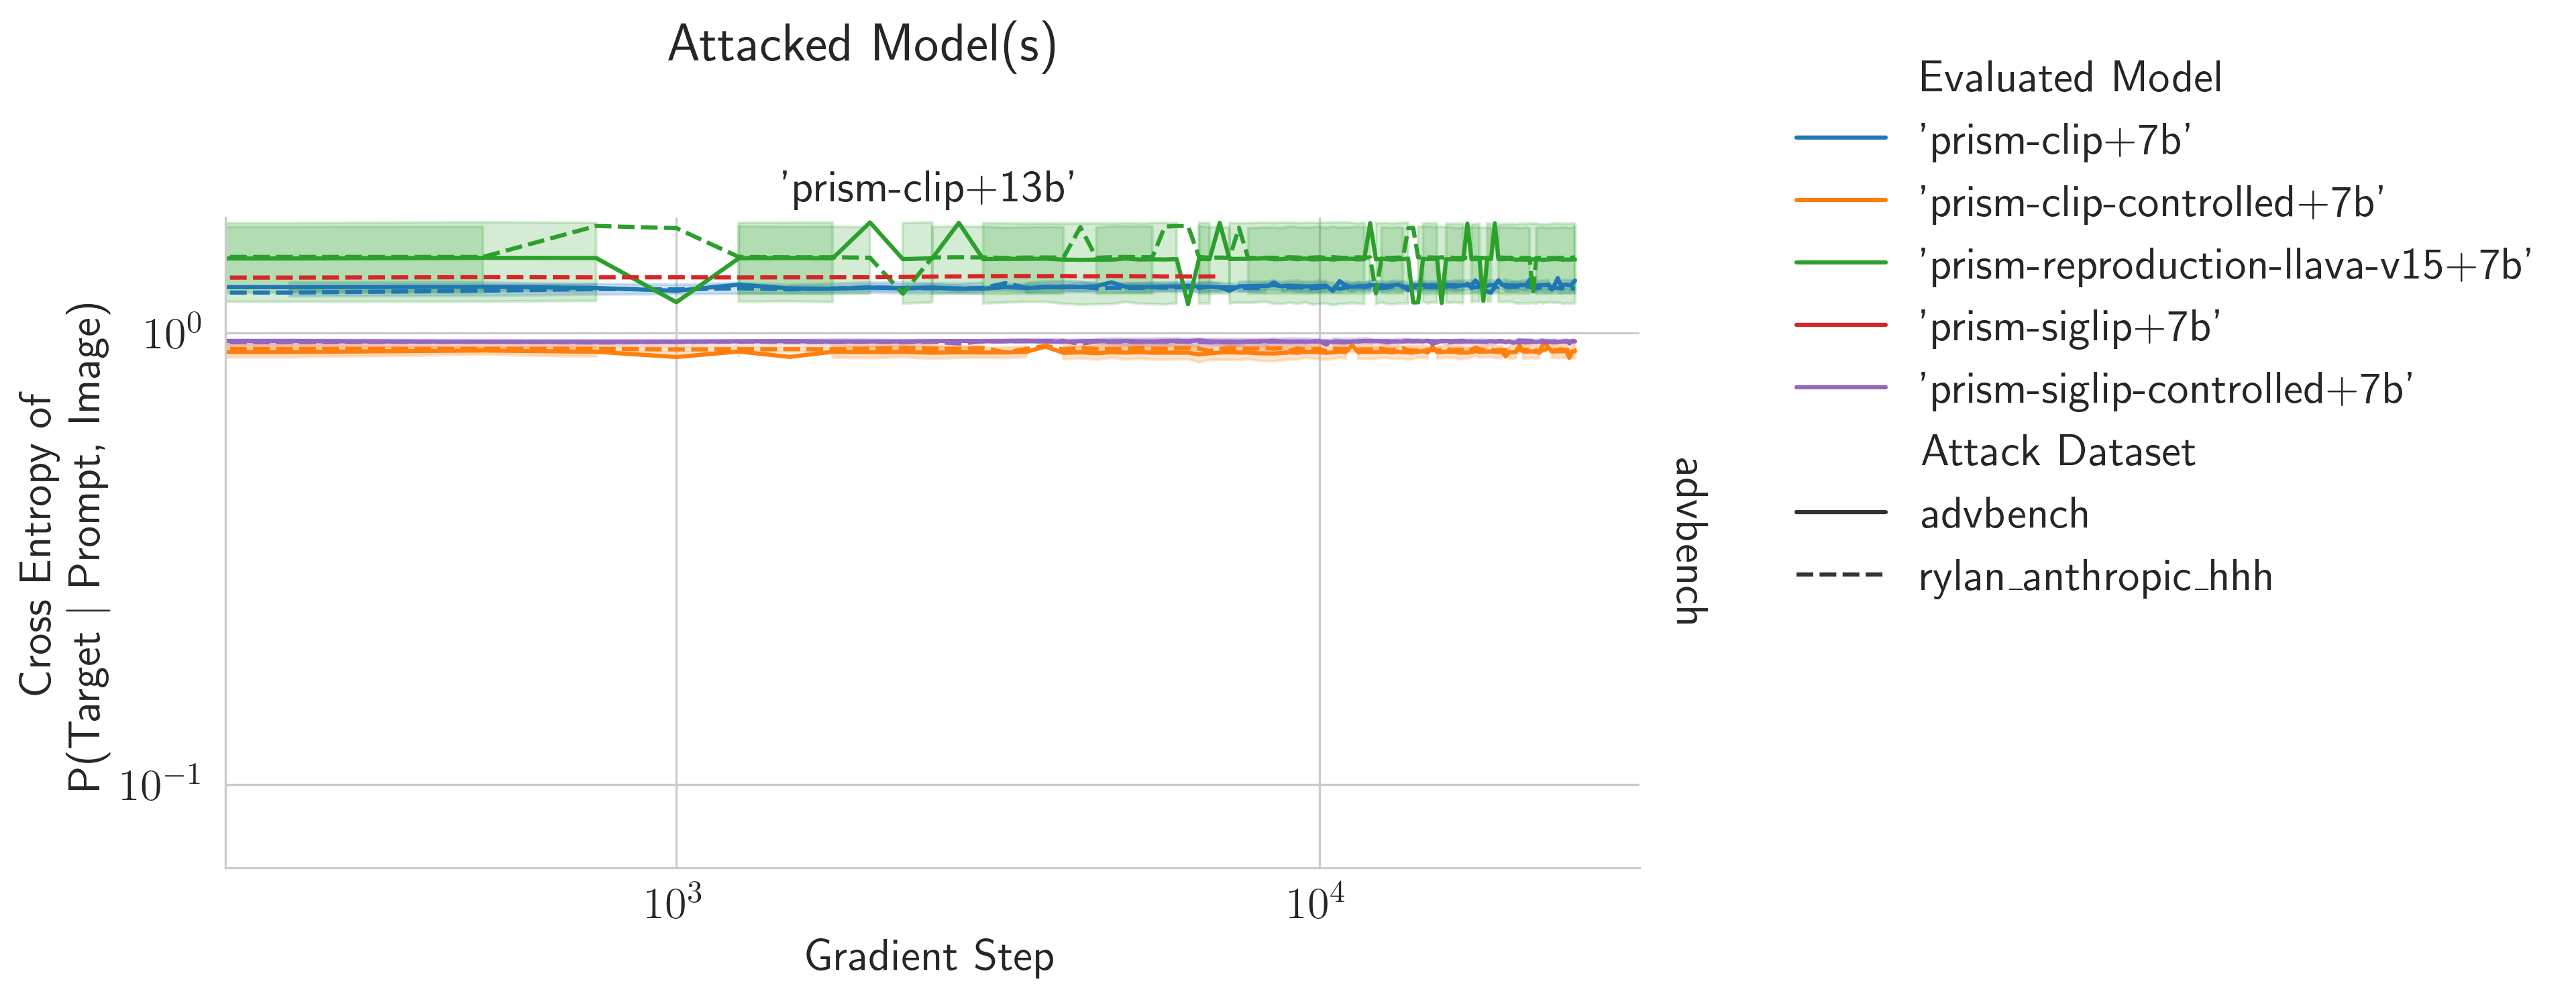 Attacked Model(s)
'prism-clip+13b'
Cross Entropy of
P(Target | Prompt, Image)
10^0
10^-1
10^3
10^4
Gradient Step
advbench
Evaluated Model
'prism-clip+7b'
'prism-clip-controlled+7b'
'prism-reproduction-llava-v15+7b'
'prism-siglip+7b'
'prism-siglip-controlled+7b'
Attack Dataset
advbench
rylan_anthropic_hhh